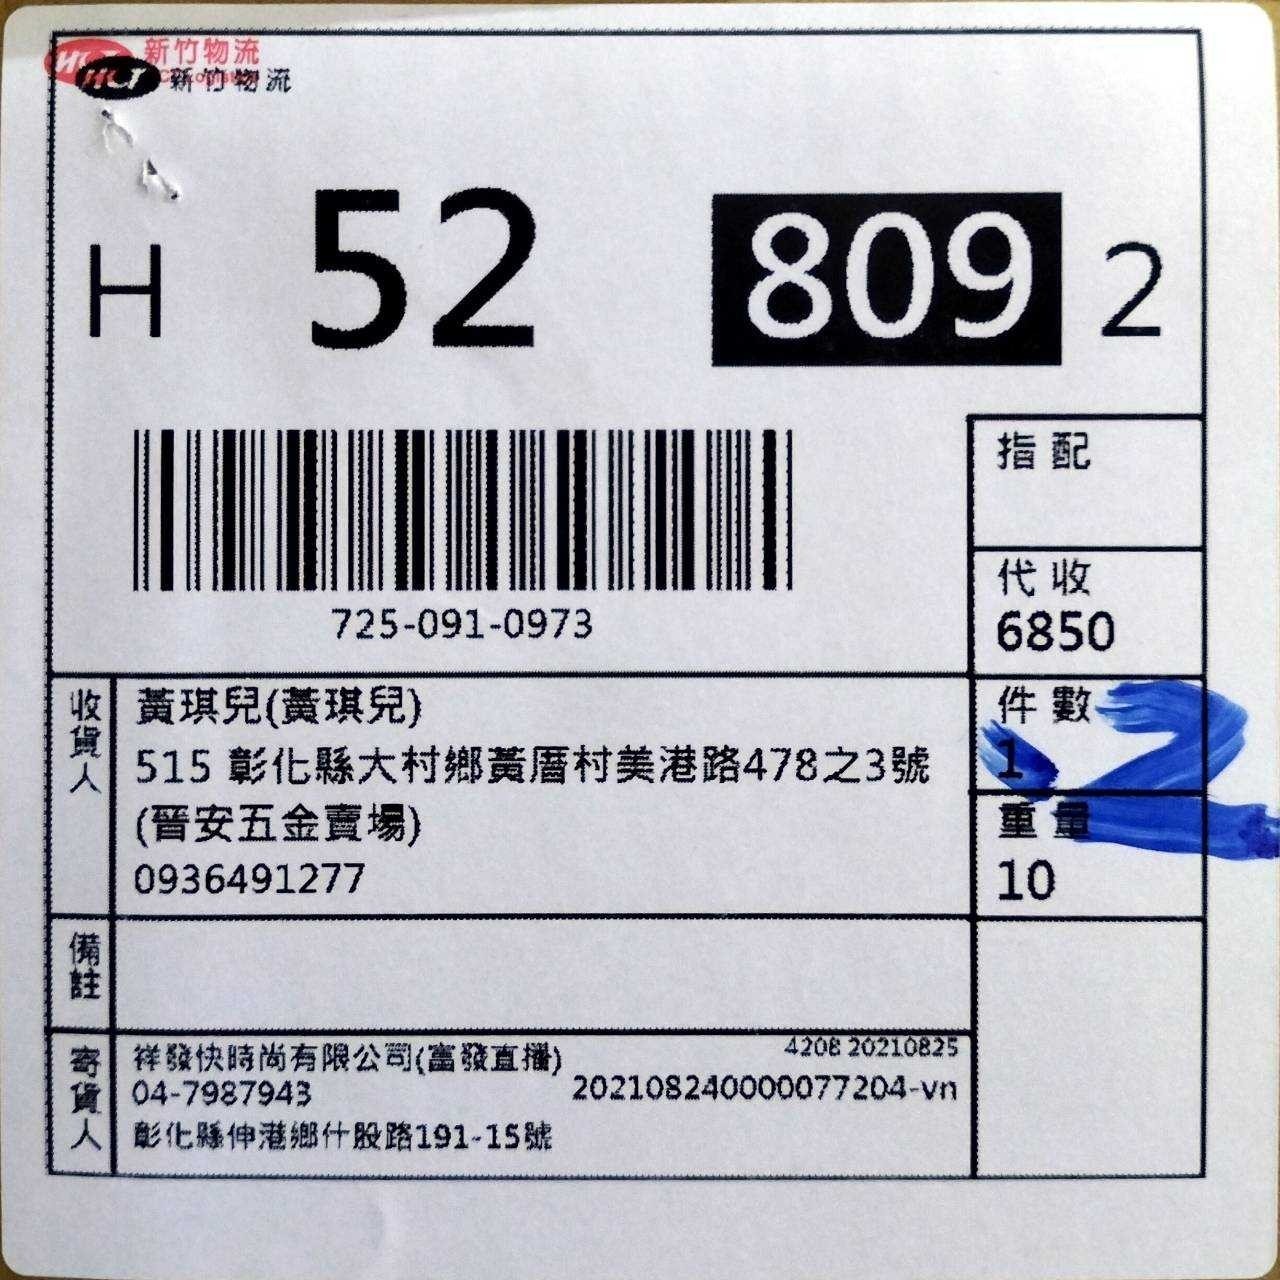 新竹物流
HCT 新竹物流
H 52 809 2
725-091-0973
指配
代收
6850
件數
1 2
重量
10
收貨人
黃琪兒(黃琪兒)
515 彰化縣大村鄉黃厝村美港路478之3號
(晉安五金賣場)
0936491277
備註
寄貨人
祥發快時尚有限公司(富發直播)
4208 20210825
04-7987943
202108240000077204-vn
彰化縣伸港鄉什股路191-15號